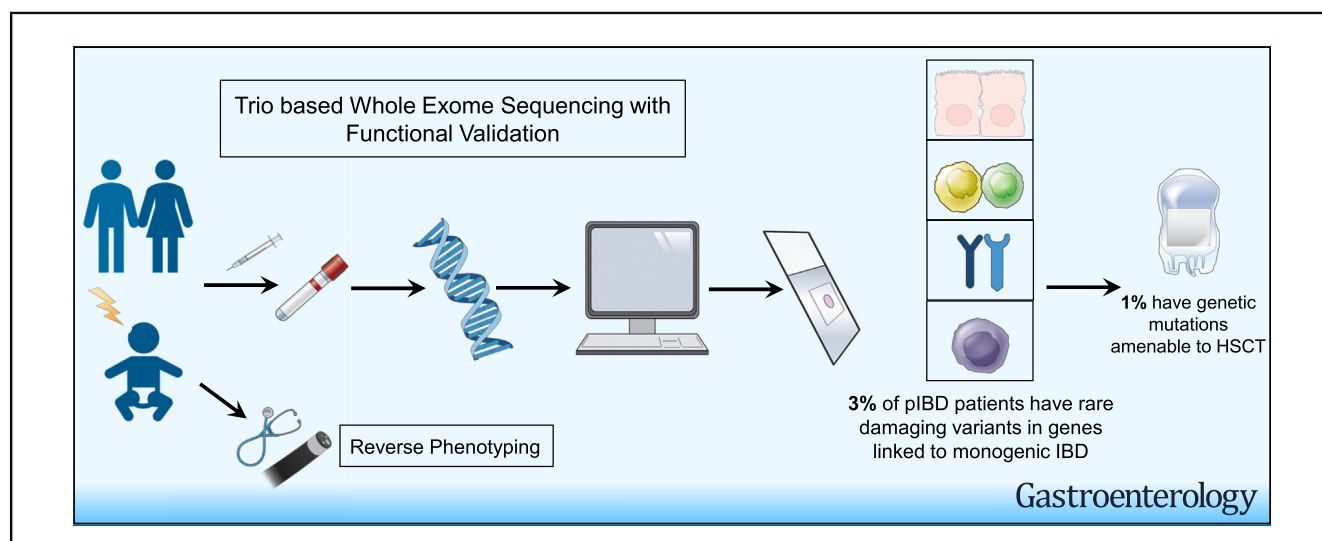 Trio based Whole Exome Sequencing with
Functional Validation
Reverse Phenotyping
3% of pIBD patients have rare
damaging variants in genes
linked to monogenic IBD
1% have genetic
mutations
amenable to HSCT
Gastroenterology